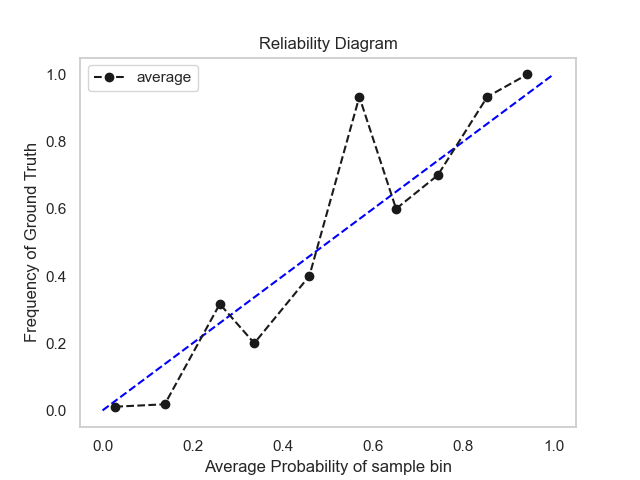 Reliability Diagram
average
1.0
0.8
0.6
0.4
0.2
0.0
Frequency of Ground Truth
0.0 0.2 0.4 0.6 0.8 1.0
Average Probability of sample bin